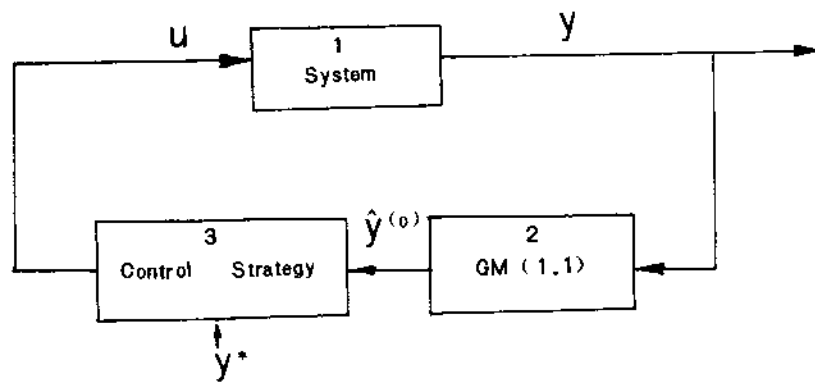 u
1
System
y
3
Control Strategy
ŷ⁽⁰⁾
2
GM (1.1)
y*